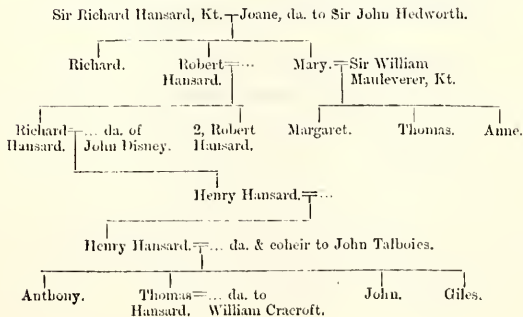 Sir Richard Hansard, Kt. Joane, da. to Sir John Hedworth.
Richard. Robert ... Mary. Sir William
Hansard. Mauleverer, Kt.
Richard ... da. of 2, Robert Margaret. Thomas. Anne.
Hansard. John Disney. Hansard.
Henry Hansard. ...
Henry Hansard. ... da. & coheir to John Talboies.
Anthony. Thomas ... da. to John. Giles.
Hansard. William Cracroft.